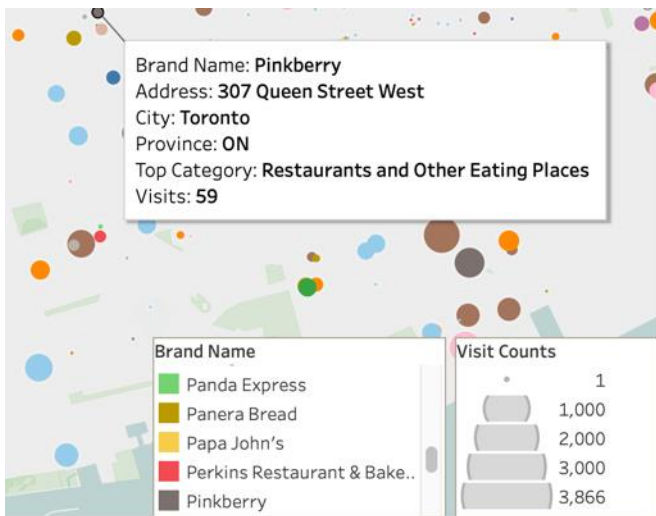 Brand Name: Pinkberry
Address: 307 Queen Street West
City: Toronto
Province: ON
Top Category: Restaurants and Other Eating Places
Visits: 59
Brand Name
Panda Express
Panera Bread
Papa John's
Perkins Restaurant & Bake..
Pinkberry
Visit Counts
1
1,000
2,000
3,000
3,866